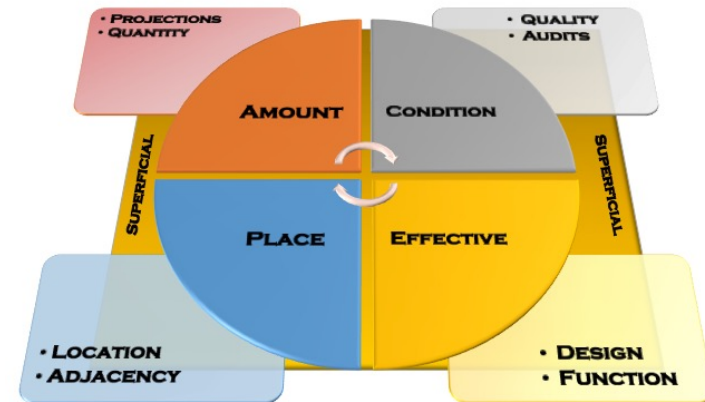 • PROJECTIONS
• QUANTITY
• QUALITY
• AUDITS
AMOUNT
CONDITION
SUPERFICIAL
SUPERFICIAL
PLACE
EFFECTIVE
• LOCATION
• ADJACENCY
• DESIGN
• FUNCTION